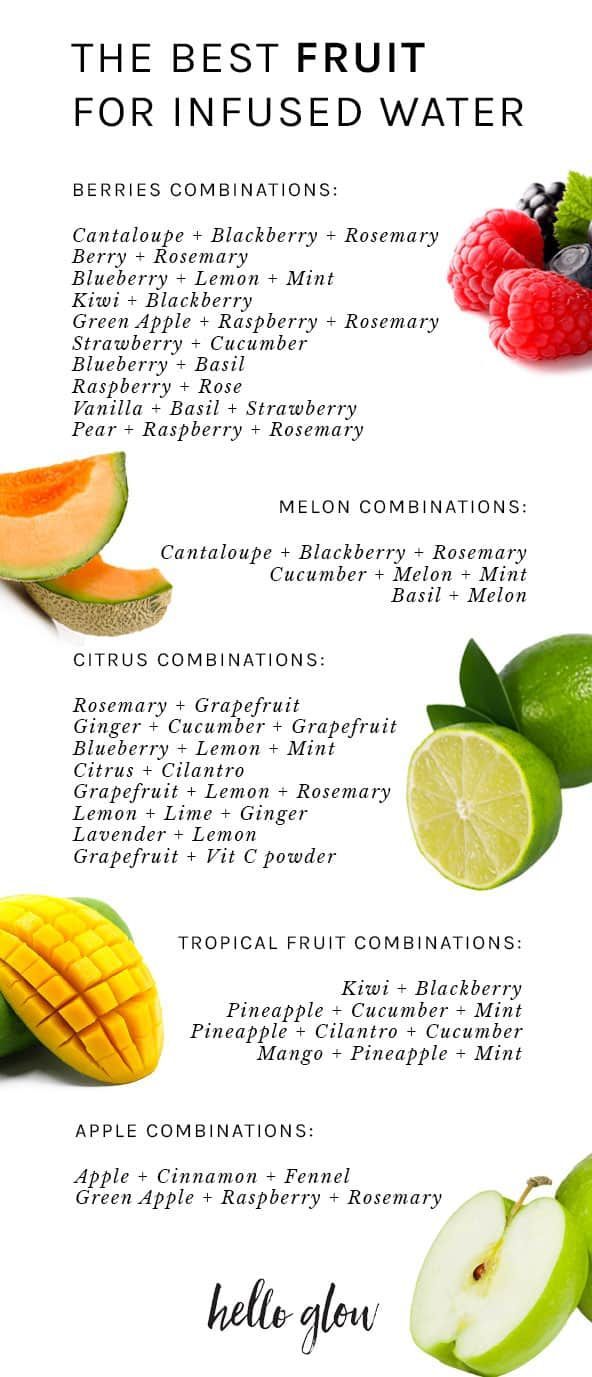 THE BEST FRUIT
FOR INFUSED WATER
BERRIES COMBINATIONS:
Cantaloupe + Blackberry + Rosemary
Berry + Rosemary
Blueberry + Lemon + Mint
Kiwi + Blackberry
Green Apple + Raspberry + Rosemary
Strawberry + Cucumber
Blueberry + Basil
Raspberry + Rose
Vanilla + Basil + Strawberry
Pear + Raspberry + Rosemary
MELON COMBINATIONS:
Cantaloupe + Blackberry + Rosemary
Cucumber + Melon + Mint
Basil + Melon
CITRUS COMBINATIONS:
Rosemary + Grapefruit
Ginger + Cucumber + Grapefruit
Blueberry + Lemon + Mint
Citrus + Cilantro
Grapefruit + Lemon + Rosemary
Lemon + Lime + Ginger
Lavender + Lemon
Grapefruit + Vit C powder
TROPICAL FRUIT COMBINATIONS:
Kiwi + Blackberry
Pineapple + Cucumber + Mint
Pineapple + Cilantro + Cucumber
Mango + Pineapple + Mint
APPLE COMBINATIONS:
Apple + Cinnamon + Fennel
Green Apple + Raspberry + Rosemary
hello glow